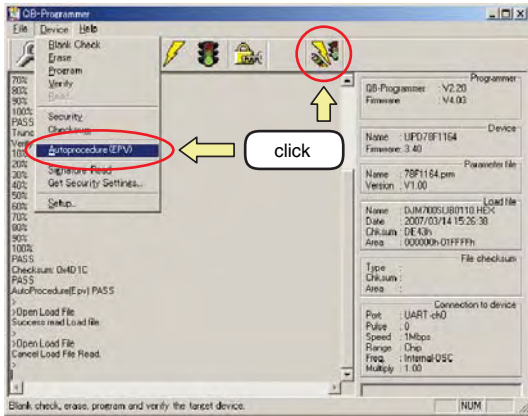 QB-Programmer
File Device Help
Blank Check
Erase
Program
Verify
Read...
Security
Checksum
Autoprocedure(EPV)
Signature Read
Get Security Settings...
Setup...
click
70%
80%
90%
100%
PASS
10%
20%
30%
40%
50%
60%
70%
80%
90%
100%
PASS
Checksum: 0x4D1C
PASS
AutoProcedure(Epv) PASS
>
>Open Load File
Success read Load file.
>
>Open Load File
Cancel Load File Read.
>
Programmer
QB-Programmer : V2.20
Firmware : V4.03
Device
Name : UPD78F1164
Firmware: 3.40
Parameter file
Name : 78F1164.prm
Version : V1.00
Load file
Name : DJM700SUB0110.HEX
Date : 2007/03/14 15:26:38
Chksum : DE43h
Area : 000000h-01FFFFh
File checksum
Type :
Chksum :
Area :
Connection to device
Port : UART-ch0
Pulse : 0
Speed : 1Mbps
Range : Chip
Freq. : Internal-OSC
Multiply : 1.00
Blank check, erase, program and verify the target device.
NUM